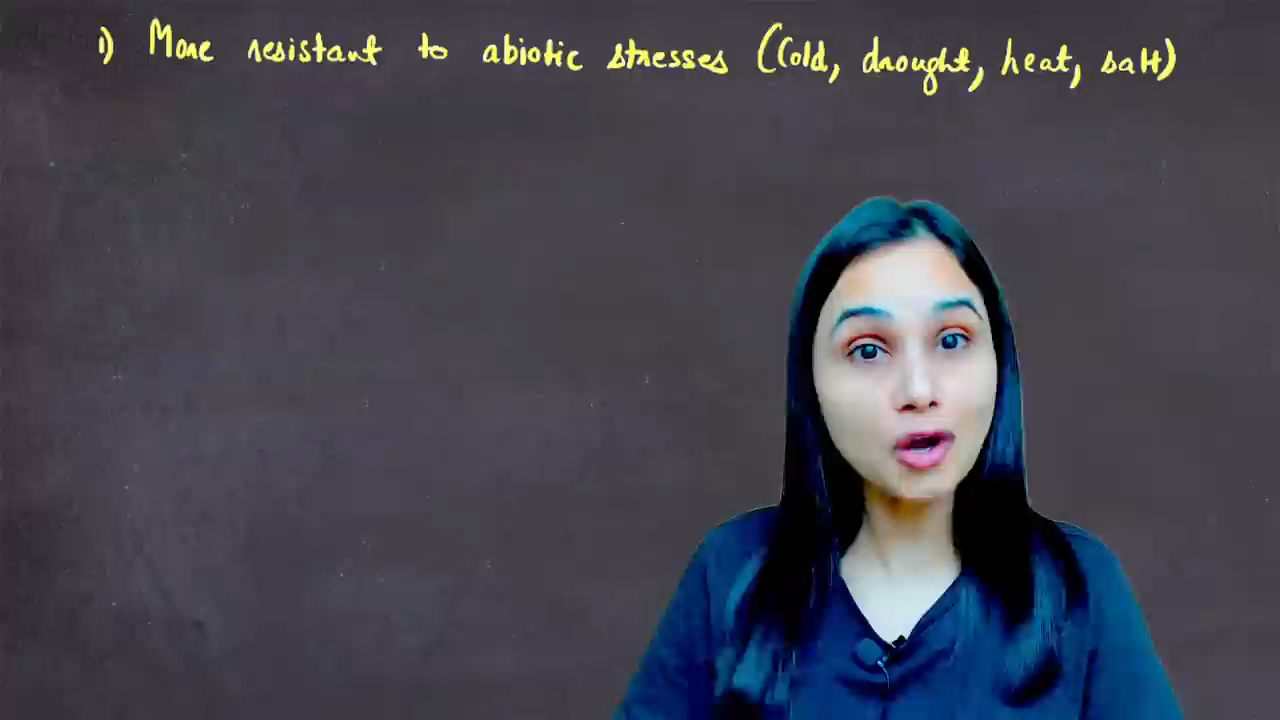 1) More resistant to abiotic stresses (Cold, drought, heat, salt)